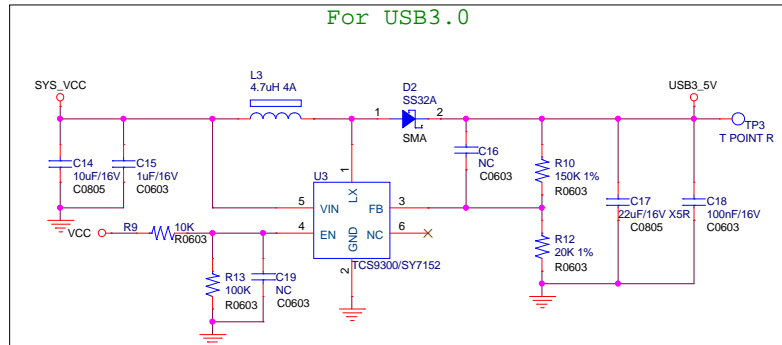 For USB3.0
SYS_VCC
L3
4.7uH 4A
D2
SS32A
1
2
SMA
USB3_5V
TP3
T POINT R
C14
10uF/16V
C0805
C15
1uF/16V
C0603
C16
NC
C0603
R10
150K 1%
R0603
C17
22uF/16V X5R
C0805
C18
100nF/16V
C0603
U3
1
LX
5
VIN
FB
3
4
EN
GND
NC
6
2
TCS9300/SY7152
VCC
R9
10K
R0603
R13
100K
R0603
C19
NC
C0603
R12
20K 1%
R0603